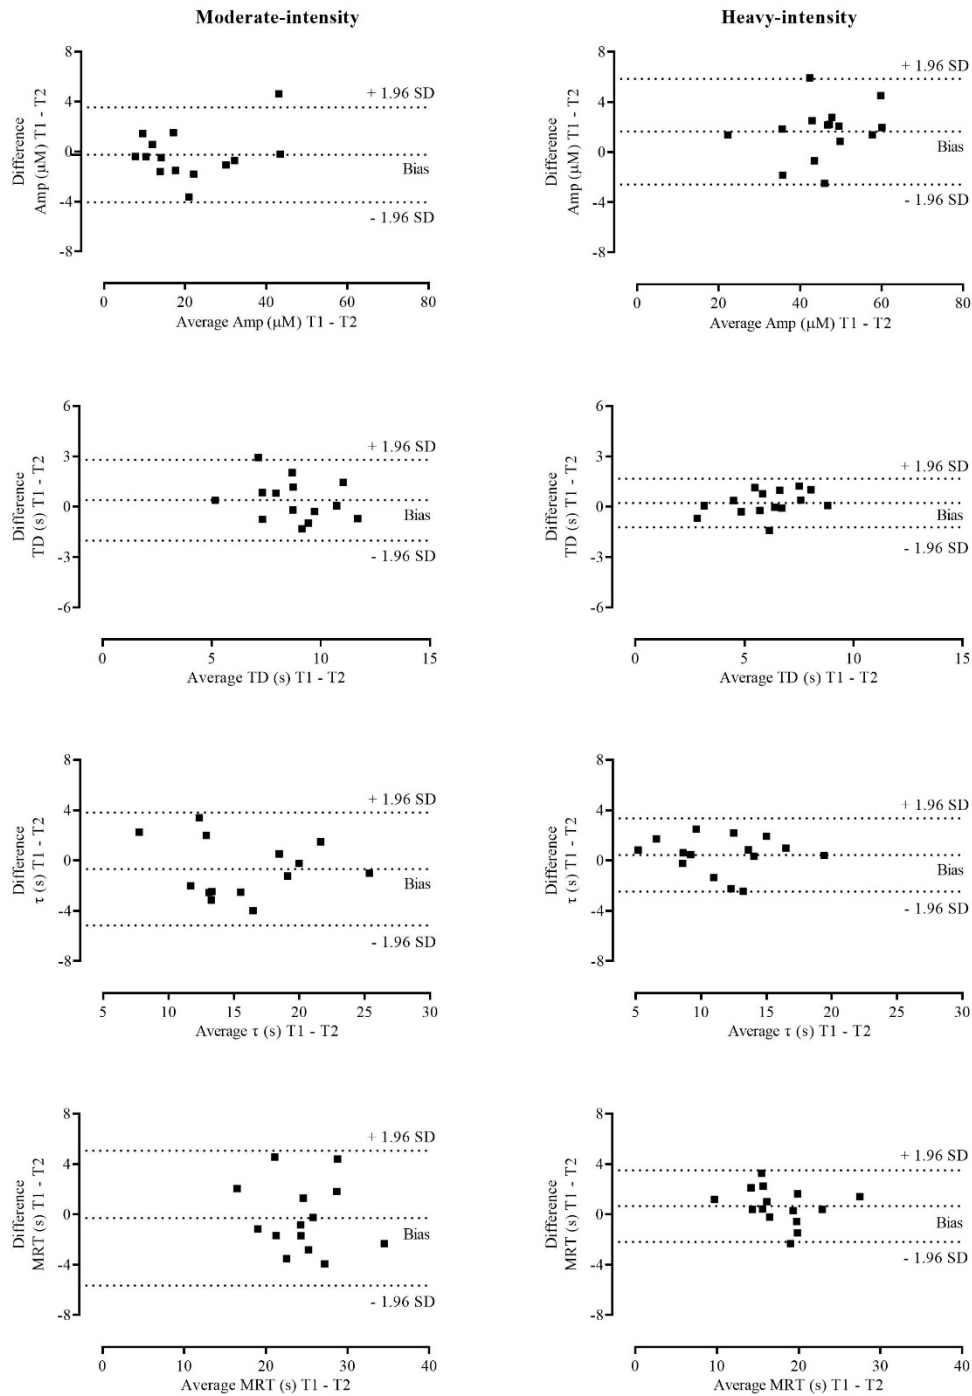 Moderate-intensity
Heavy-intensity
Difference
Amp (μM) T1 - T2
8
4
0
-4
-8
+ 1.96 SD
Bias
- 1.96 SD
0 20 40 60 80
Average Amp (μM) T1 - T2
Difference
Amp (μM) T1 - T2
8
4
0
-4
-8
+ 1.96 SD
Bias
- 1.96 SD
0 20 40 60 80
Average Amp (μM) T1 - T2
Difference
TD (s) T1 - T2
6
3
0
-3
-6
+ 1.96 SD
Bias
- 1.96 SD
0 5 10 15
Average TD (s) T1 - T2
Difference
TD (s) T1 - T2
6
3
0
-3
-6
+ 1.96 SD
Bias
- 1.96 SD
0 5 10 15
Average TD (s) T1 - T2
Difference
τ (s) T1 - T2
8
4
0
-4
-8
+ 1.96 SD
Bias
- 1.96 SD
5 10 15 20 25 30
Average τ (s) T1 - T2
Difference
τ (s) T1 - T2
8
4
0
-4
-8
+ 1.96 SD
Bias
- 1.96 SD
5 10 15 20 25 30
Average τ (s) T1 - T2
Difference
MRT (s) T1 - T2
8
4
0
-4
-8
+ 1.96 SD
Bias
- 1.96 SD
0 10 20 30 40
Average MRT (s) T1 - T2
Difference
MRT (s) T1 - T2
8
4
0
-4
-8
+ 1.96 SD
Bias
- 1.96 SD
0 10 20 30 40
Average MRT (s) T1 - T2